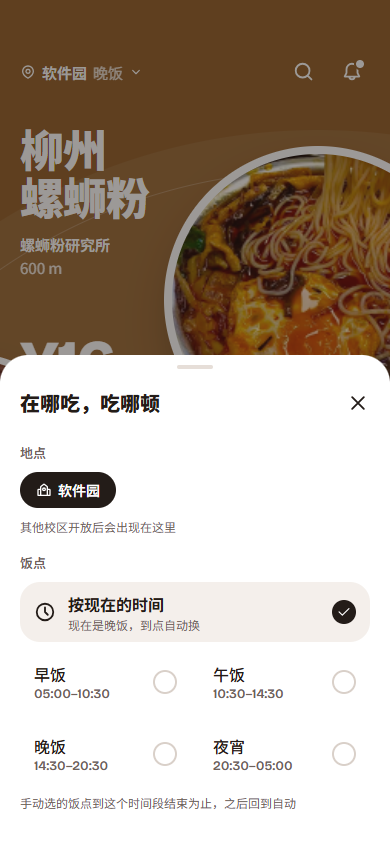 软件园 晚饭
柳州
螺蛳粉
螺蛳粉研究所
600 m
在哪吃，吃哪顿
地点
软件园
其他校区开放后会出现在这里
饭点
按现在的时间
现在是晚饭，到点自动换
早饭
05:00–10:30
午饭
10:30–14:30
晚饭
14:30–20:30
夜宵
20:30–05:00
手动选的饭点到这个时间段结束为止，之后回到自动